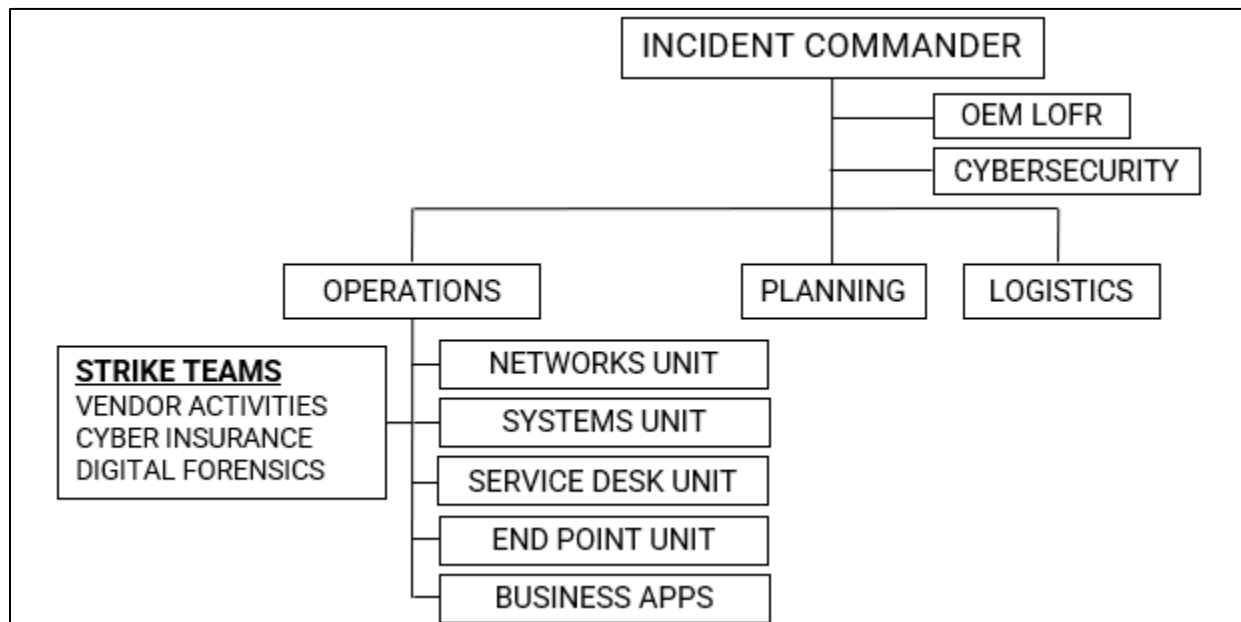 INCIDENT COMMANDER
OEM LOFR
CYBERSECURITY
OPERATIONS
PLANNING
LOGISTICS
STRIKE TEAMS
VENDOR ACTIVITIES
CYBER INSURANCE
DIGITAL FORENSICS
NETWORKS UNIT
SYSTEMS UNIT
SERVICE DESK UNIT
END POINT UNIT
BUSINESS APPS